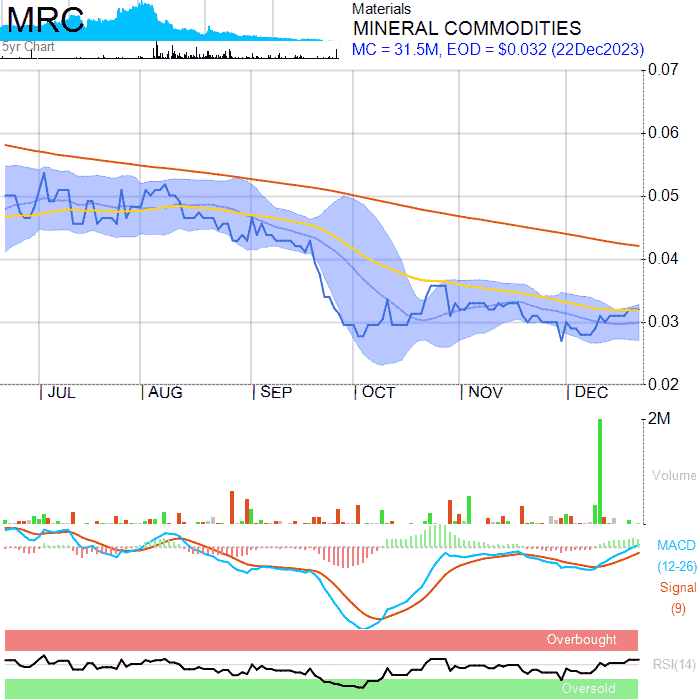 MRC
5yr Chart
Materials
MINERAL COMMODITIES
MC = 31.5M, EOD = $0.032 (22Dec2023)
0.07
0.06
0.05
0.04
0.03
0.02
JUL AUG SEP OCT NOV DEC
2M
Volume
MACD
(12-26)
Signal
(9)
Overbought
RSI(14)
Oversold